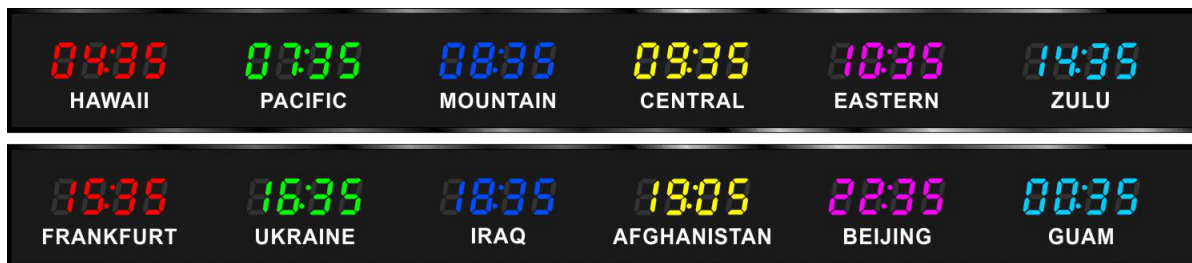 04:35 07:35 08:35 09:35 10:35 14:35
HAWAII PACIFIC MOUNTAIN CENTRAL EASTERN ZULU
15:35 16:35 18:35 19:05 22:35 00:35
FRANKFURT UKRAINE IRAQ AFGHANISTAN BEIJING GUAM